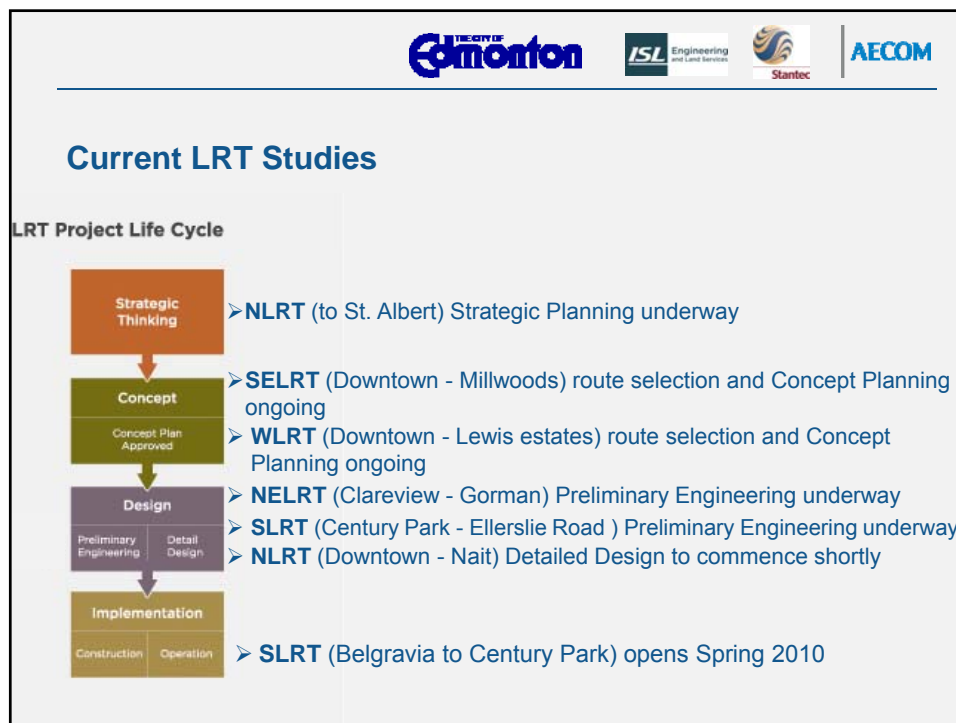 THE CITY OF
Edmonton
ISL Engineering
and Land Services
Stantec
AECOM
Current LRT Studies
LRT Project Life Cycle
Strategic
Thinking
➢NLRT (to St. Albert) Strategic Planning underway
Concept
Concept Plan
Approved
➢SELRT (Downtown - Millwoods) route selection and Concept Planning
ongoing
➢ WLRT (Downtown - Lewis estates) route selection and Concept
Planning ongoing
Design
Preliminary
Engineering
Detail
Design
➢ NELRT (Clareview - Gorman) Preliminary Engineering underway
➢ SLRT (Century Park - Ellerslie Road ) Preliminary Engineering underway
➢ NLRT (Downtown - Nait) Detailed Design to commence shortly
Implementation
Construction
Operation
➢ SLRT (Belgravia to Century Park) opens Spring 2010